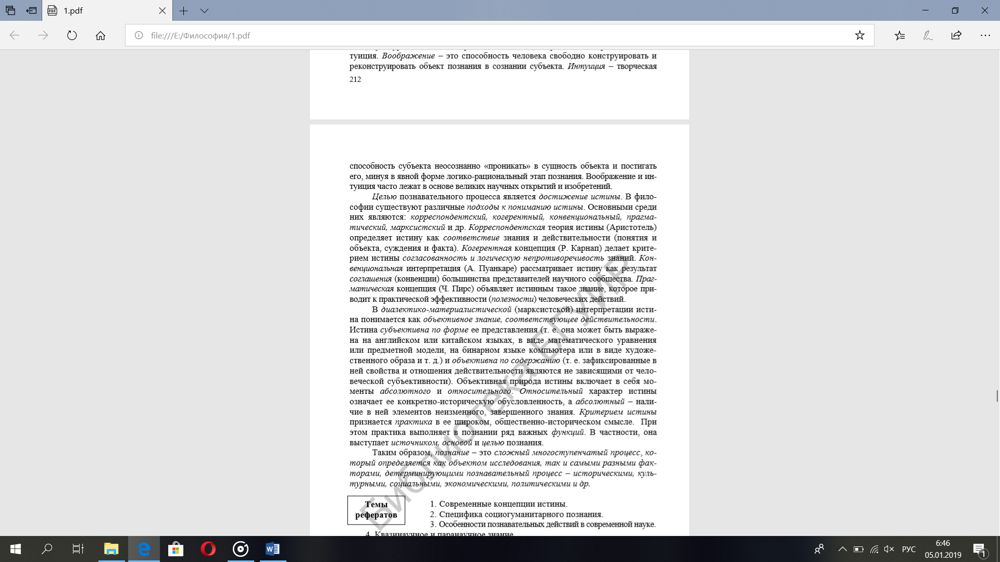 1.pdf
file:///E:/Философия/1.pdf
туиция. Воображение – это способность человека свободно конструировать и
реконструировать объект познания в сознании субъекта. Интуиция – творческая
212
способность субъекта неосознанно «проникать» в сущность объекта и постигать
его, минуя в явной форме логико-рациональный этап познания. Воображение и ин-
туиция часто лежат в основе великих научных открытий и изобретений.
Целью познавательного процесса является достижение истины. В фило-
софии существуют различные подходы к пониманию истины. Основными среди
них являются: корреспондентский, когерентный, конвенциональный, прагма-
тический, марксистский и др. Корреспондентская теория истины (Аристотель)
определяет истину как соответствие знания и действительности (понятия и
объекта, суждения и факта). Когерентная концепция (Р. Карнап) делает крите-
рием истины согласованность и логическую непротиворечивость знаний. Кон-
венциональная интерпретация (А. Пуанкаре) рассматривает истину как результат
соглашения (конвенции) большинства представителей научного сообщества. Праг-
матическая концепция (Ч. Пирс) объявляет истинным такое знание, которое при-
водит к практической эффективности (полезности) человеческих действий.
В диалектико-материалистической (марксистской) интерпретации исти-
на понимается как объективное знание, соответствующее действительности.
Истина субъективна по форме ее представления (т. е. она может быть выраже-
на на английском или китайском языках, в виде математического уравнения
или предметной модели, на бинарном языке компьютера или в виде художе-
ственного образа и т. д.) и объективна по содержанию (т. е. зафиксированные в
ней свойства и отношения действительности являются не зависящими от чело-
веческой субъективности). Объективная природа истины включает в себя мо-
менты абсолютного и относительного. Относительный характер истины
означает ее конкретно-историческую обусловленность, а абсолютный – нали-
чие в ней элементов неизменного, завершенного знания. Критерием истины
признается практика в ее широком, общественно-историческом смысле. При
этом практика выполняет в познании ряд важных функций. В частности, она
выступает источником, основой и целью познания.
Таким образом, познание – это сложный многоступенчатый процесс, ко-
торый определяется как объектом исследования, так и самыми разными фак-
торами, детерминирующими познавательный процесс – историческими, куль-
турными, социальными, экономическими, политическими и др.
Темы
рефератов
1. Современные концепции истины.
2. Специфика социогуманитарного познания.
3. Особенности познавательных действий в современной науке.
4. Квазинаучное и паранаучное знание
Библиотека БГУИР
РУС
6:46
05.01.2019
1